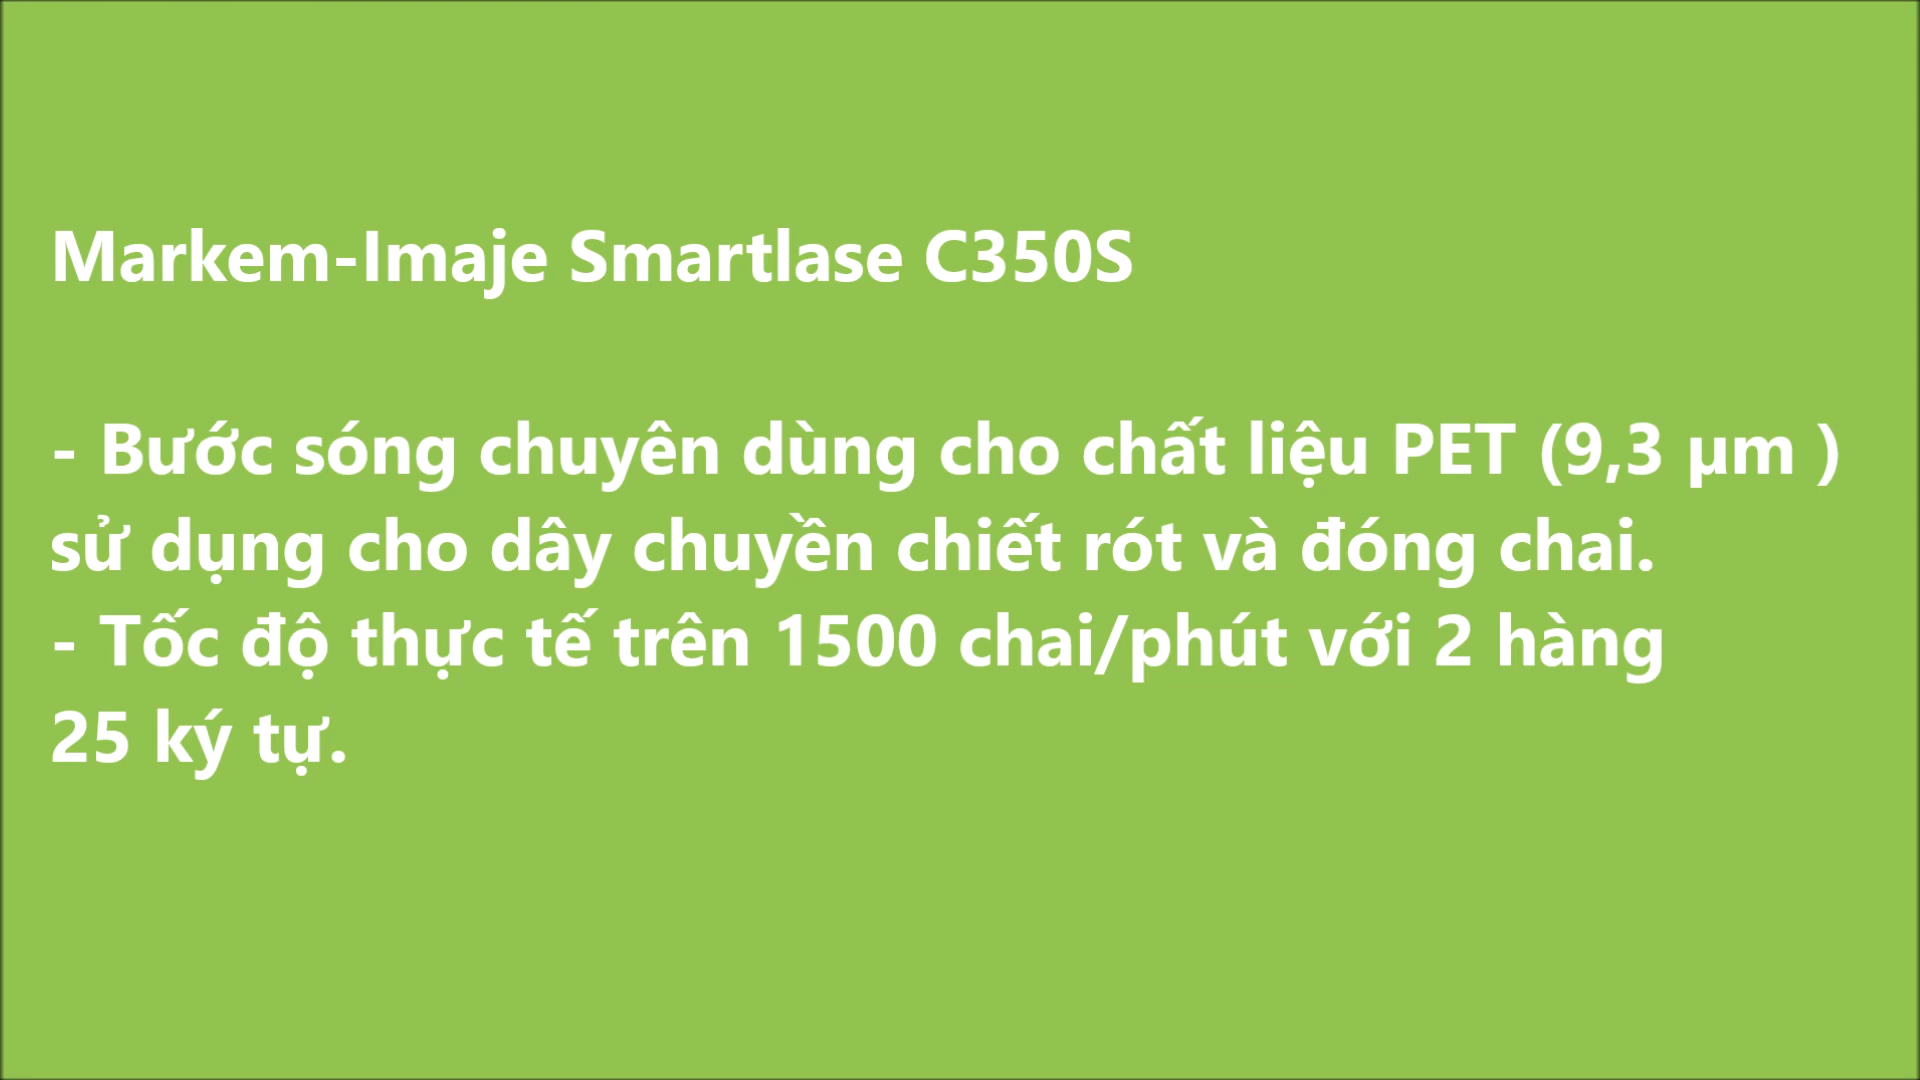 Markem-Imaje Smartlase C350S
- Bước sóng chuyên dùng cho chất liệu PET (9,3 µm )
sử dụng cho dây chuyền chiết rót và đóng chai.
- Tốc độ thực tế trên 1500 chai/phút với 2 hàng
25 ký tự.